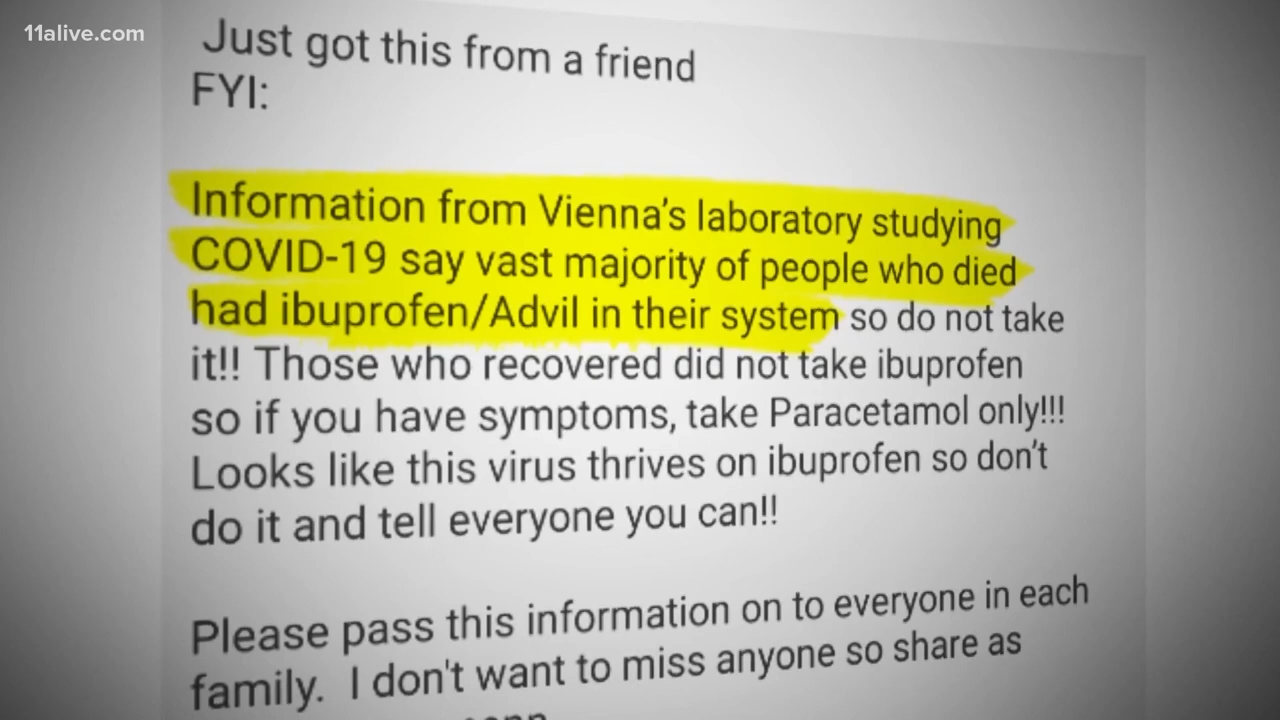 11alive.com
Just got this from a friend
FYI:
Information from Vienna's laboratory studying
COVID-19 say vast majority of people who died
had ibuprofen/Advil in their system so do not take
it!! Those who recovered did not take ibuprofen
so if you have symptoms, take Paracetamol only!!!
Looks like this virus thrives on ibuprofen so don't
do it and tell everyone you can!!
Please pass this information on to everyone in each
family. I don't want to miss anyone so share as